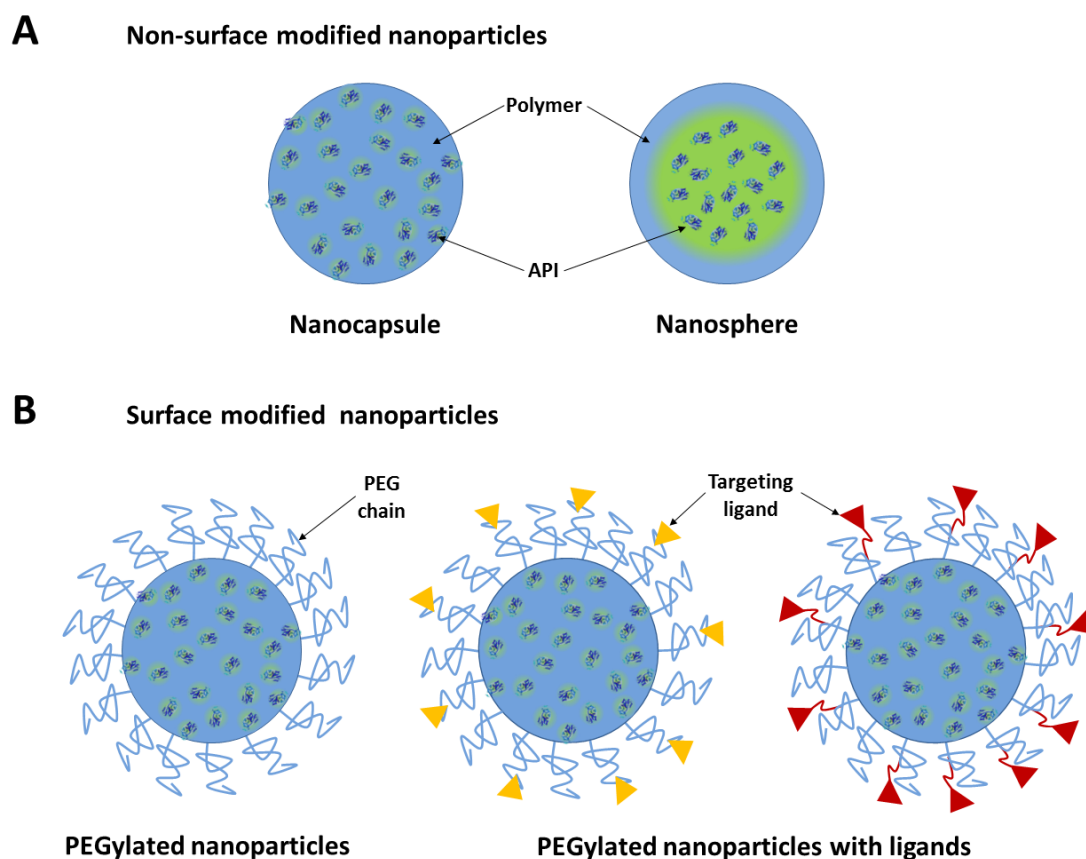 A
Non-surface modified nanoparticles
Polymer
API
Nanocapsule
Nanosphere
B
Surface modified nanoparticles
PEG
chain
Targeting
ligand
PEGylated nanoparticles
PEGylated nanoparticles with ligands